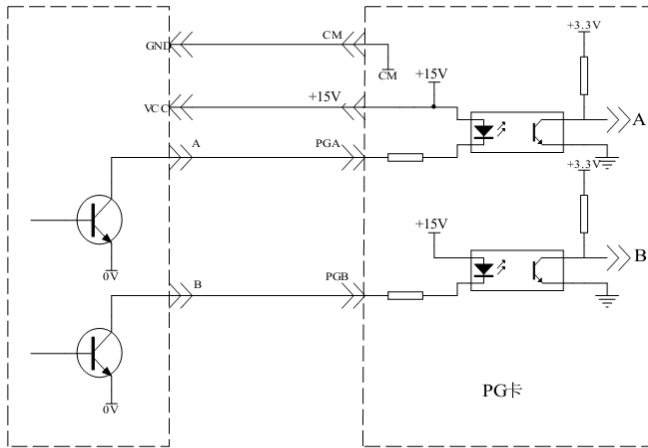 GND
CM
CM
+3.3V
VCC
+15V
+15V
A
PGA
A
+3.3V
0V
+15V
B
PGB
B
0V
PG卡